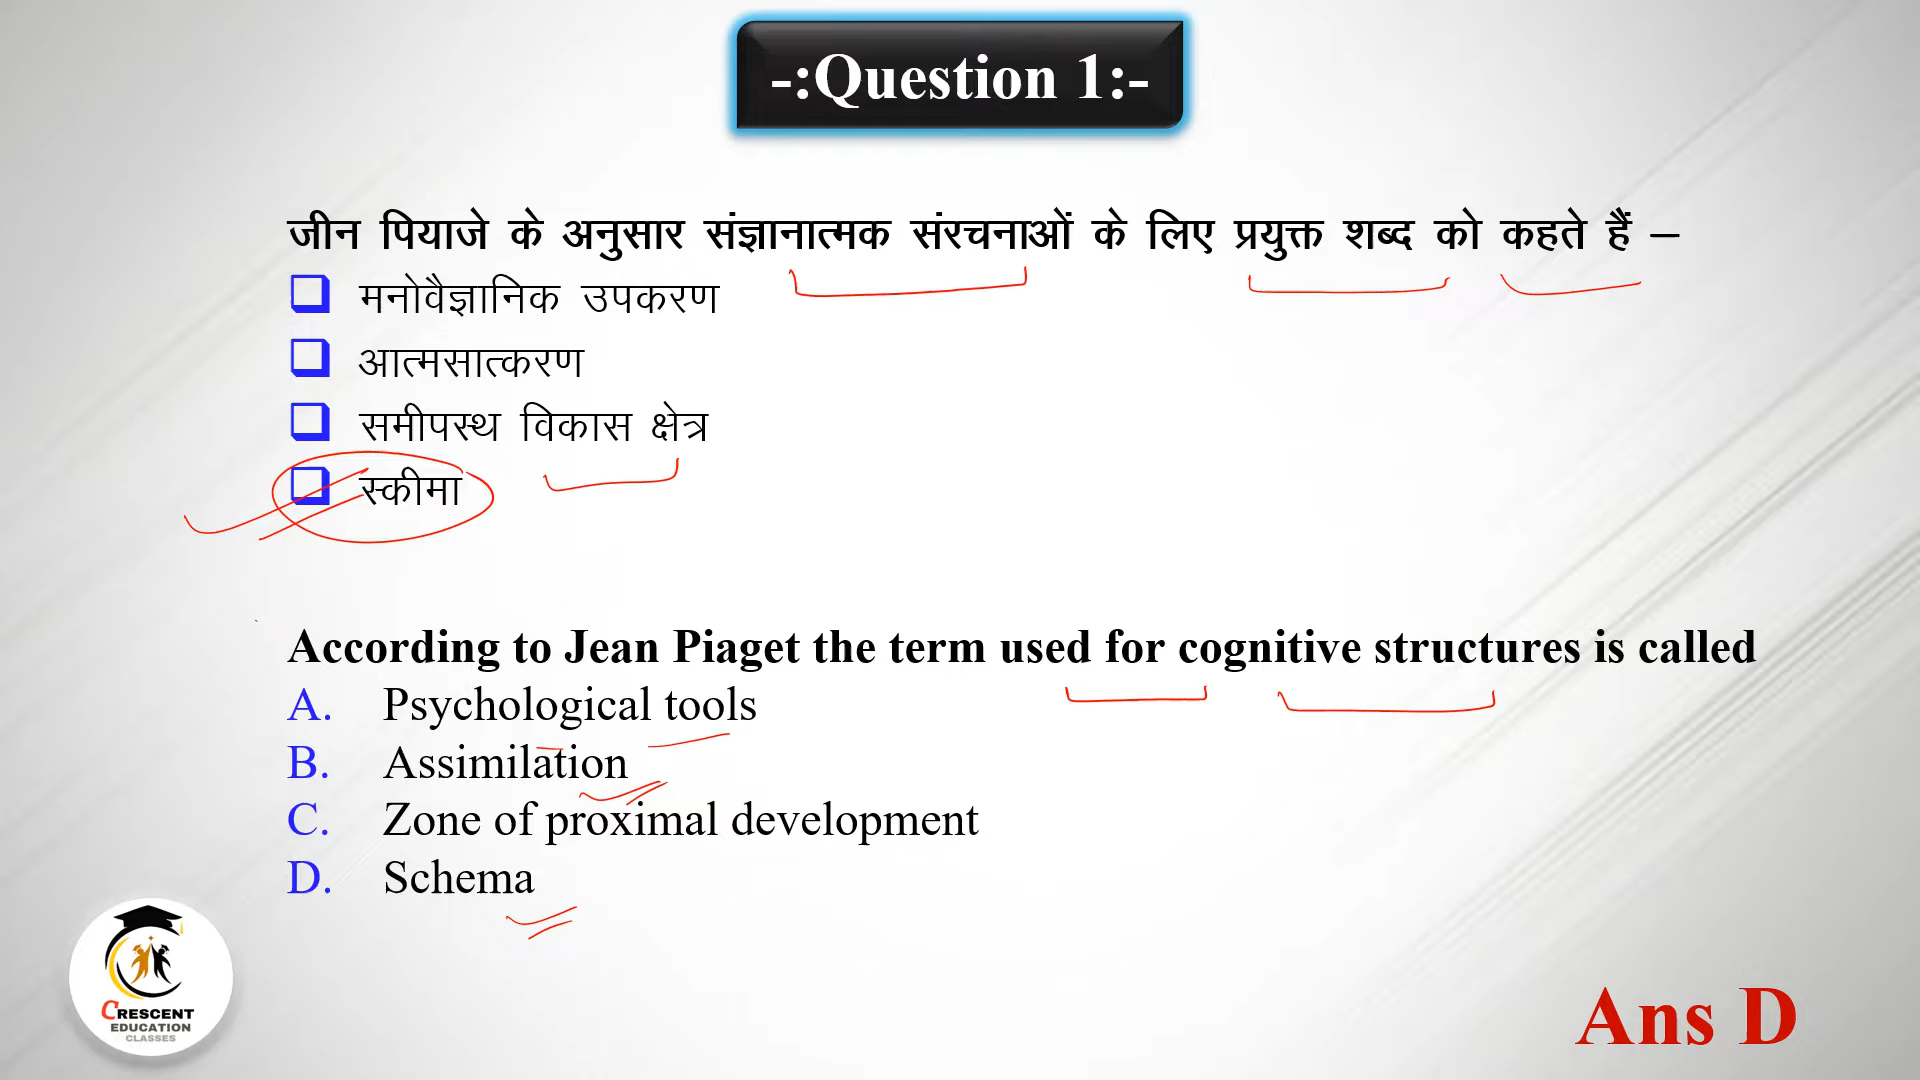 -:Question 1:-
जीन पियाजे के अनुसार संज्ञानात्मक संरचनाओं के लिए प्रयुक्त शब्द को कहते हैं –
❑ मनोवैज्ञानिक उपकरण
❑ आत्मसात्करण
❑ समीपस्थ विकास क्षेत्र
❑ स्कीमा
According to Jean Piaget the term used for cognitive structures is called
A. Psychological tools
B. Assimilation
C. Zone of proximal development
D. Schema
CRESCENT
EDUCATION
CLASSES
Ans D